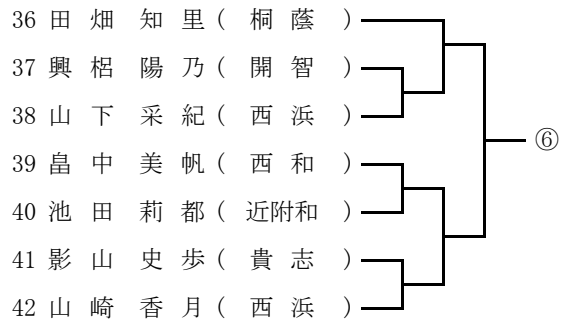 36 田 畑 知 里 ( 桐 蔭 )
37 興 梠 陽 乃 ( 開 智 )
38 山 下 采 紀 ( 西 浜 )
⑥
39 畠 中 美 帆 ( 西 和 )
40 池 田 莉 都 ( 近附和 )
41 影 山 史 歩 ( 貴 志 )
42 山 崎 香 月 ( 西 浜 )